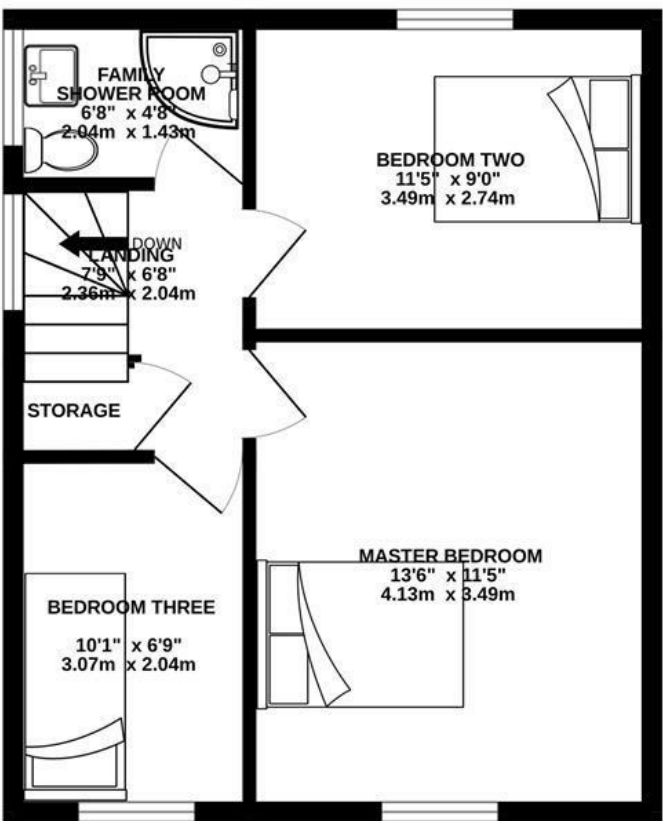 FAMILY
SHOWER ROOM
6'8" x 4'8"
2.04m x 1.43m
BEDROOM TWO
11'5" x 9'0"
3.49m x 2.74m
DOWN
LANDING
7'9" x 6'8"
2.36m x 2.04m
STORAGE
MASTER BEDROOM
13'6" x 11'5"
4.13m x 3.49m
BEDROOM THREE
10'1" x 6'9"
3.07m x 2.04m